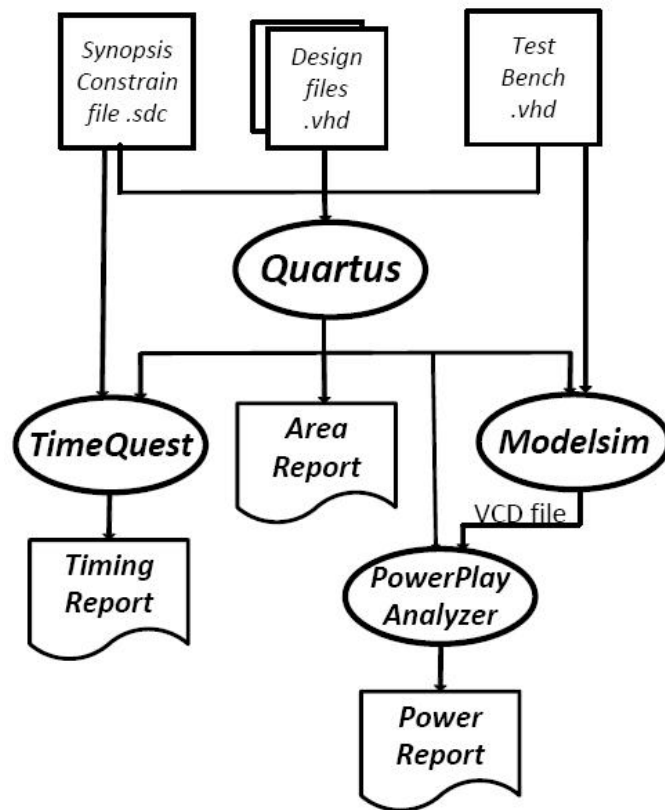 Synopsis
Constrain
file .sdc
Design
files
.vhd
Test
Bench
.vhd
Quartus
TimeQuest
Area
Report
Modelsim
VCD file
Timing
Report
PowerPlay
Analyzer
Power
Report